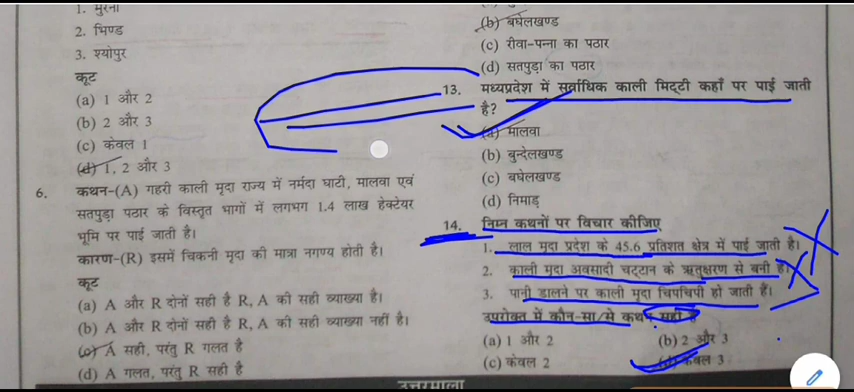 1. मुरैना
2. भिण्ड
3. श्योपुर
कूट
(a) 1 और 2
(b) 2 और 3
(c) केवल 1
(d) 1, 2 और 3
6. कथन-(A) गहरी काली मृदा राज्य में नर्मदा घाटी, मालवा एवं
सतपुड़ा पठार के विस्तृत भागों में लगभग 1.4 लाख हेक्टेयर
भूमि पर पाई जाती है।
कारण-(R) इसमें चिकनी मृदा की मात्रा नगण्य होती है।
कूट
(a) A और R दोनों सही है R, A की सही व्याख्या है।
(b) A और R दोनों सही है R, A की सही व्याख्या नहीं है।
(c) A सही, परंतु R गलत है
(d) A गलत, परंतु R सही है
(b) बघेलखण्ड
(c) रीवा-पन्ना का पठार
(d) सतपुड़ा का पठार
13. मध्यप्रदेश में सर्वाधिक काली मिट्टी कहाँ पर पाई जाती
है?
(a) मालवा
(b) बुन्देलखण्ड
(c) बघेलखण्ड
(d) निमाड़
14. निम्न कथनों पर विचार कीजिए
1. लाल मृदा प्रदेश के 45.6 प्रतिशत क्षेत्र में पाई जाती है।
2. काली मृदा अवसादी चट्टान के ऋतुक्षरण से बनी है।
3. पानी डालने पर काली मृदा चिपचिपी हो जाती हैं।
उपरोक्त में कौन-सा/से कथन सही है
(a) 1 और 2 (b) 2 और 3
(c) केवल 2 (d) केवल 3
उत्तरमाला